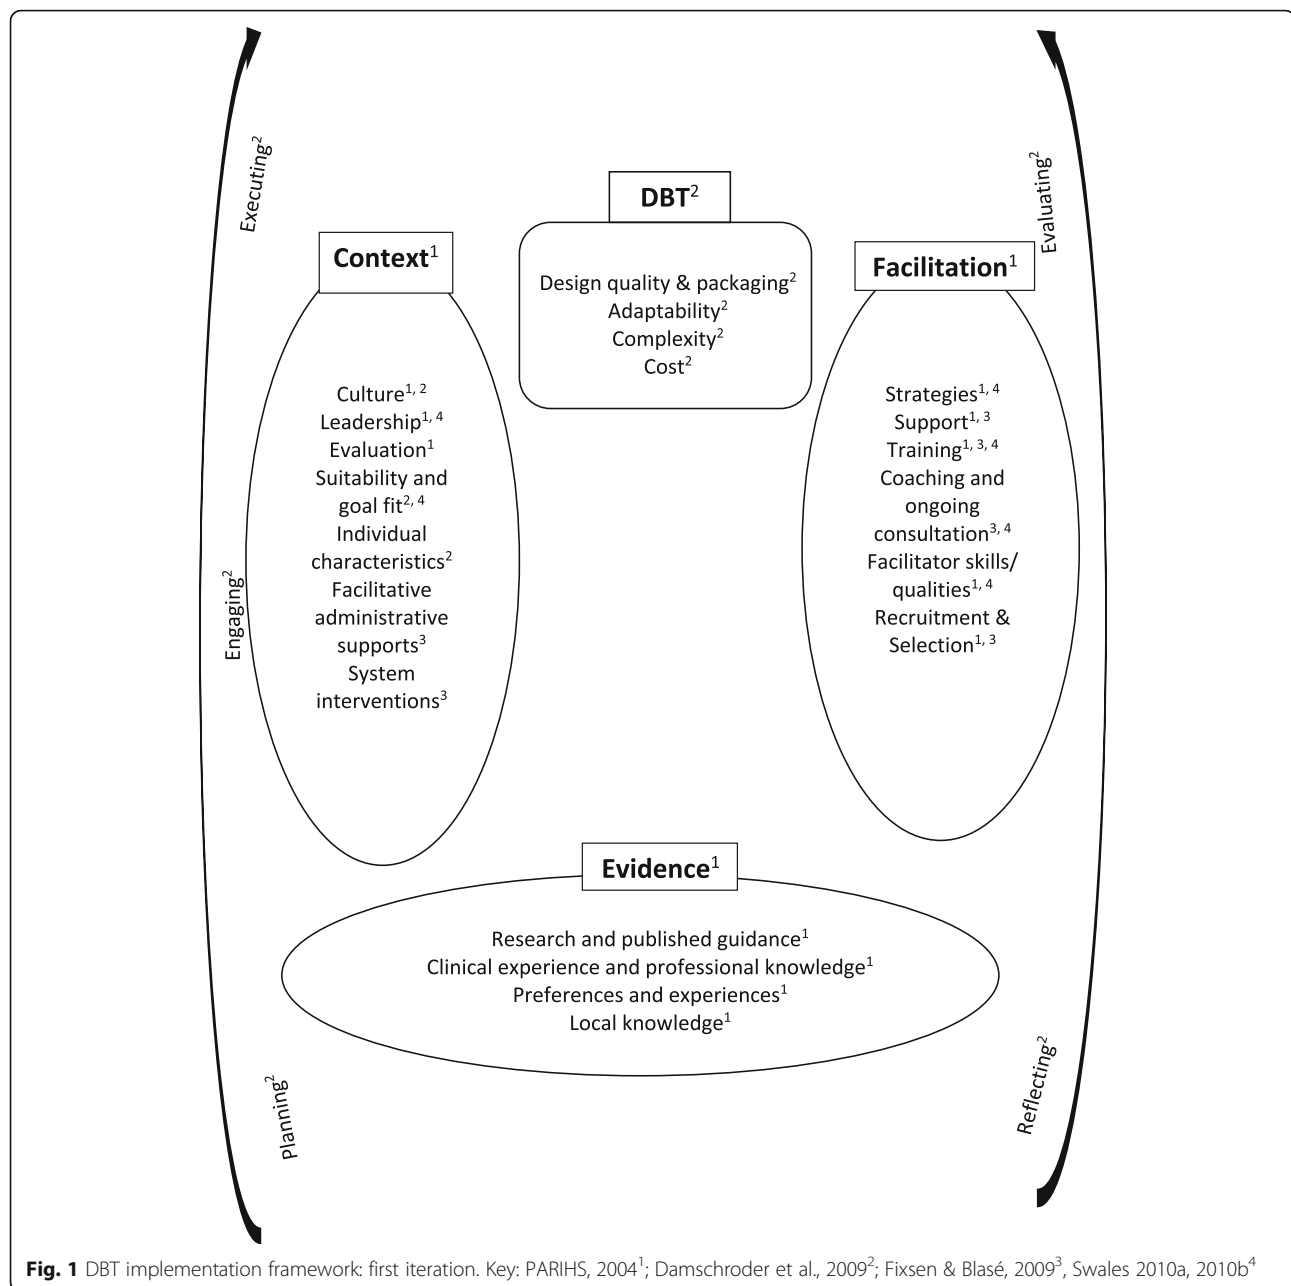 Executing²
Evaluating²
DBT²
Context¹
Facilitation¹
Design quality & packaging²
Adaptability²
Complexity²
Cost²
Culture¹, ²
Leadership¹, ⁴
Evaluation¹
Suitability and
goal fit², ⁴
Individual
characteristics²
Facilitative
administrative
supports³
System
interventions³
Strategies¹, ⁴
Support¹, ³
Training¹, ³, ⁴
Coaching and
ongoing
consultation³, ⁴
Facilitator skills/
qualities¹, ⁴
Recruitment &
Selection¹, ³
Engaging²
Evidence¹
Research and published guidance¹
Clinical experience and professional knowledge¹
Preferences and experiences¹
Local knowledge¹
Planning²
Reflecting²
Fig. 1 DBT implementation framework: first iteration. Key: PARIHS, 2004¹; Damschroder et al., 2009²; Fixsen & Blasé, 2009³, Swales 2010a, 2010b⁴